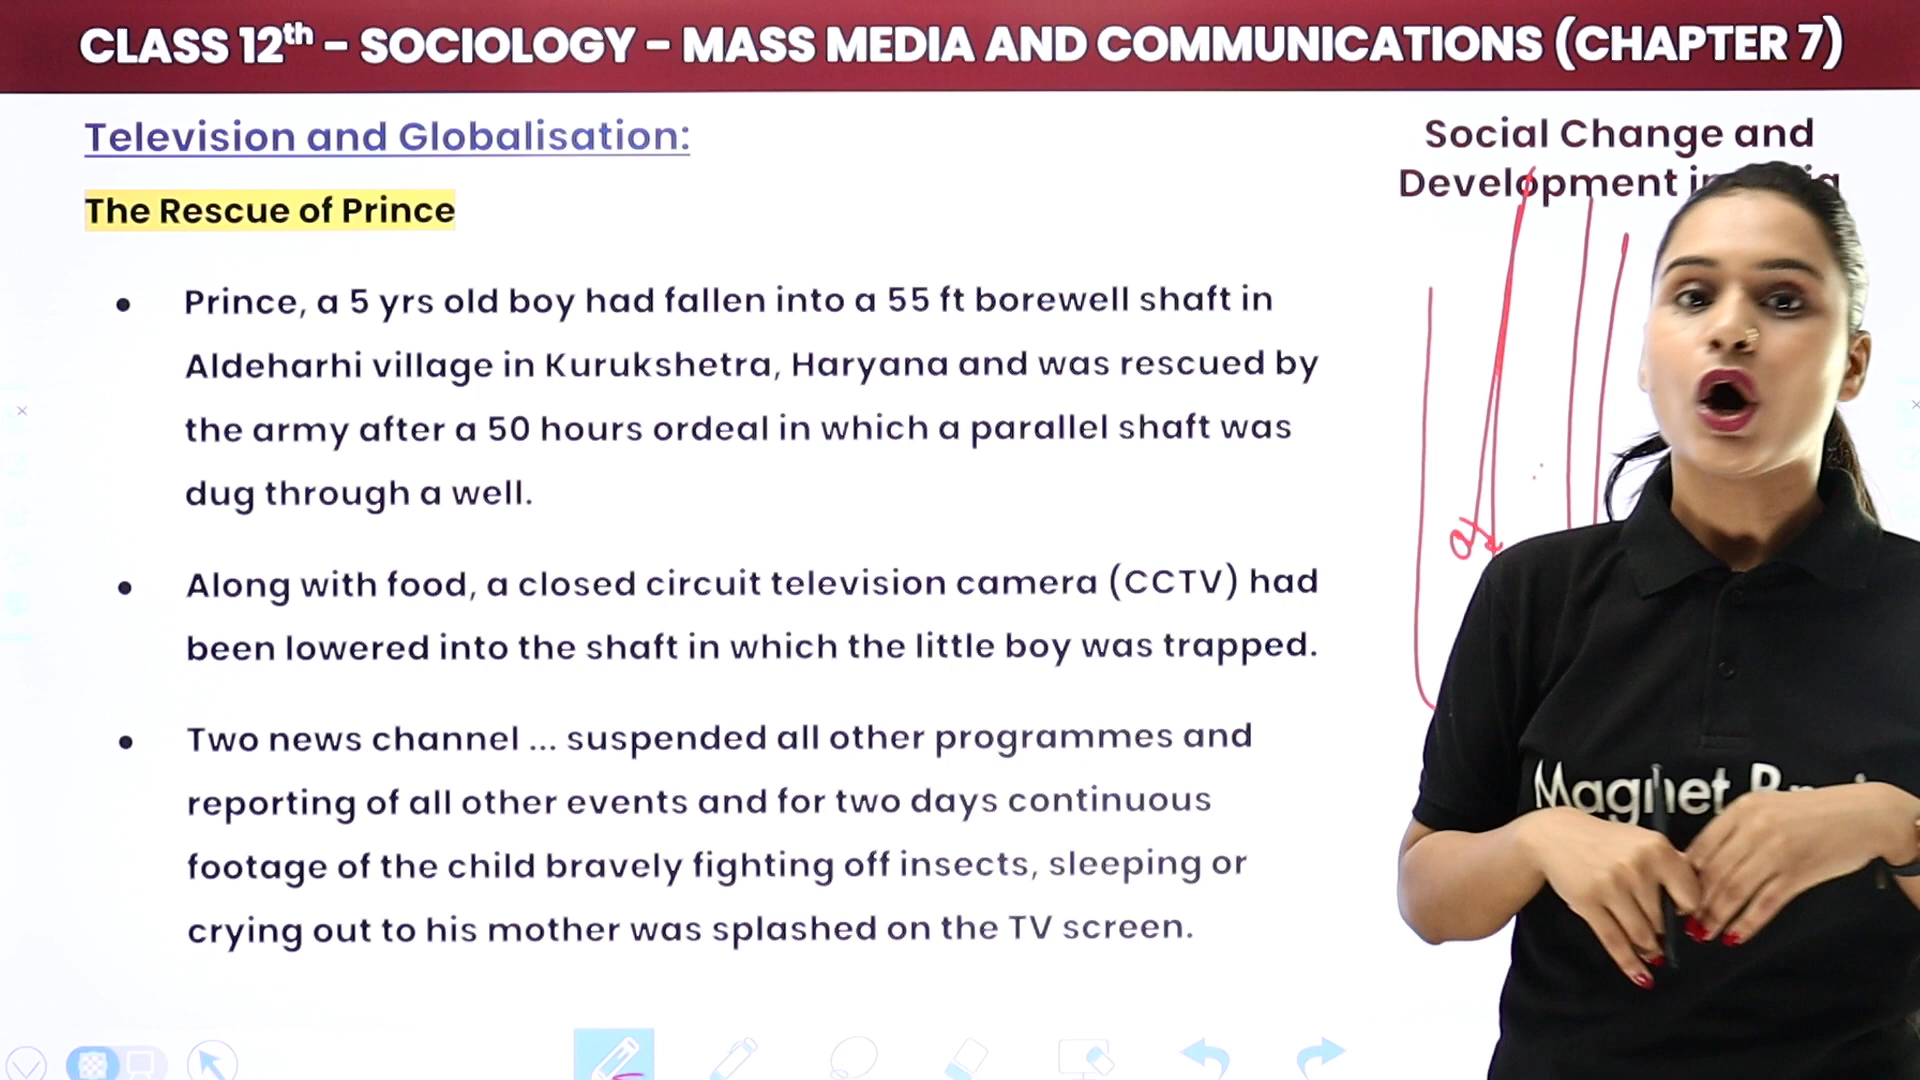 CLASS 12th – SOCIOLOGY – MASS MEDIA AND COMMUNICATIONS (CHAPTER 7)
Television and Globalisation:
Social Change and
Development
The Rescue of Prince
• Prince, a 5 yrs old boy had fallen into a 55 ft borewell shaft in
Aldeharhi village in Kurukshetra, Haryana and was rescued by
the army after a 50 hours ordeal in which a parallel shaft was
dug through a well.
• Along with food, a closed circuit television camera (CCTV) had
been lowered into the shaft in which the little boy was trapped.
• Two news channel ... suspended all other programmes and
reporting of all other events and for two days continuous
footage of the child bravely fighting off insects, sleeping or
crying out to his mother was splashed on the TV screen.
Magnet